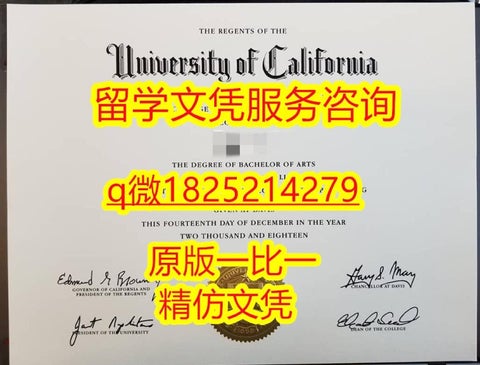 THE REGENTS OF THE
University of California
留学文凭服务咨询
THE DEGREE OF BACHELOR OF ARTS
q微1825214279
THIS FOURTEENTH DAY OF DECEMBER IN THE YEAR
TWO THOUSAND AND EIGHTEEN
原版一比一
GOVERNOR OF CALIFORNIA AND
PRESIDENT OF THE REGENTS
CHANCELLOR AT DAVIS
精仿文凭
PRESIDENT OF THE UNIVERSITY
DEAN OF THE COLLEGE